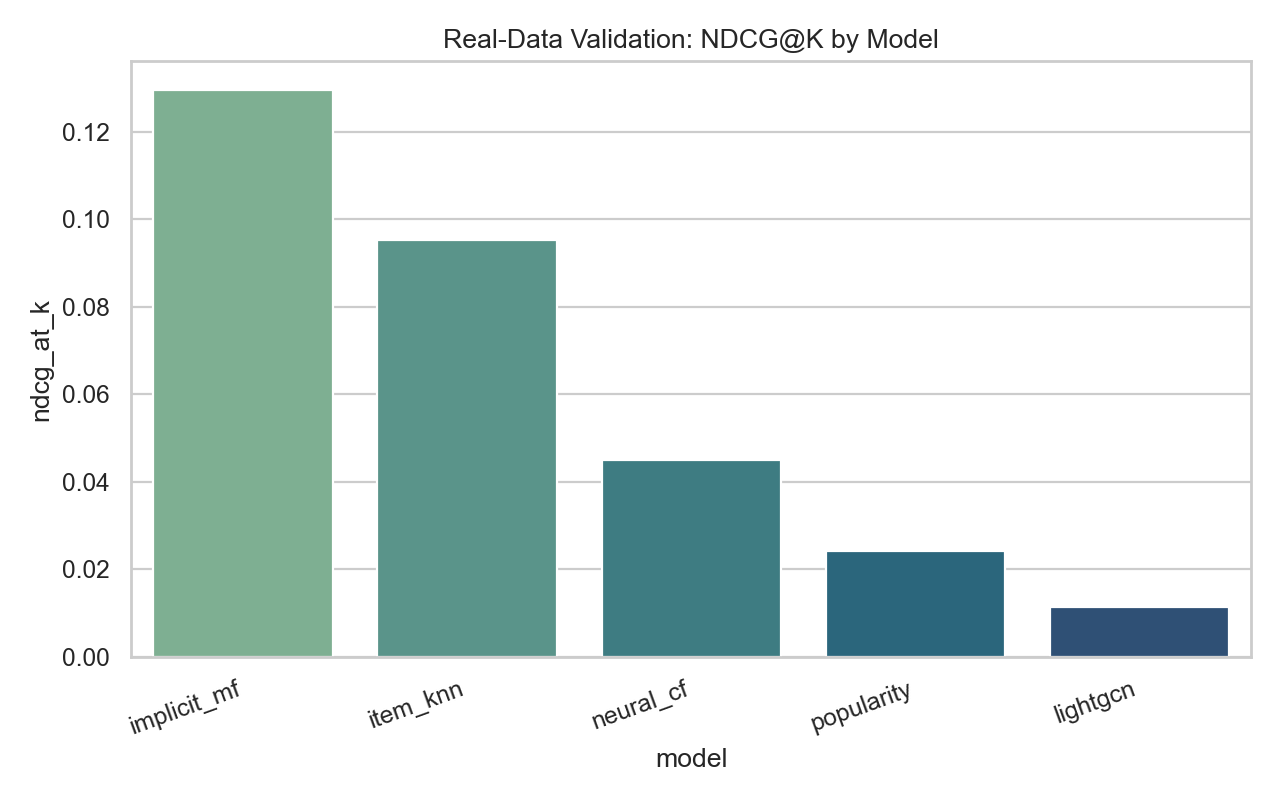 Real-Data Validation: NDCG@K by Model
ndcg_at_k
0.12
0.10
0.08
0.06
0.04
0.02
0.00
implicit_mf
item_knn
neural_cf
popularity
lightgcn
model